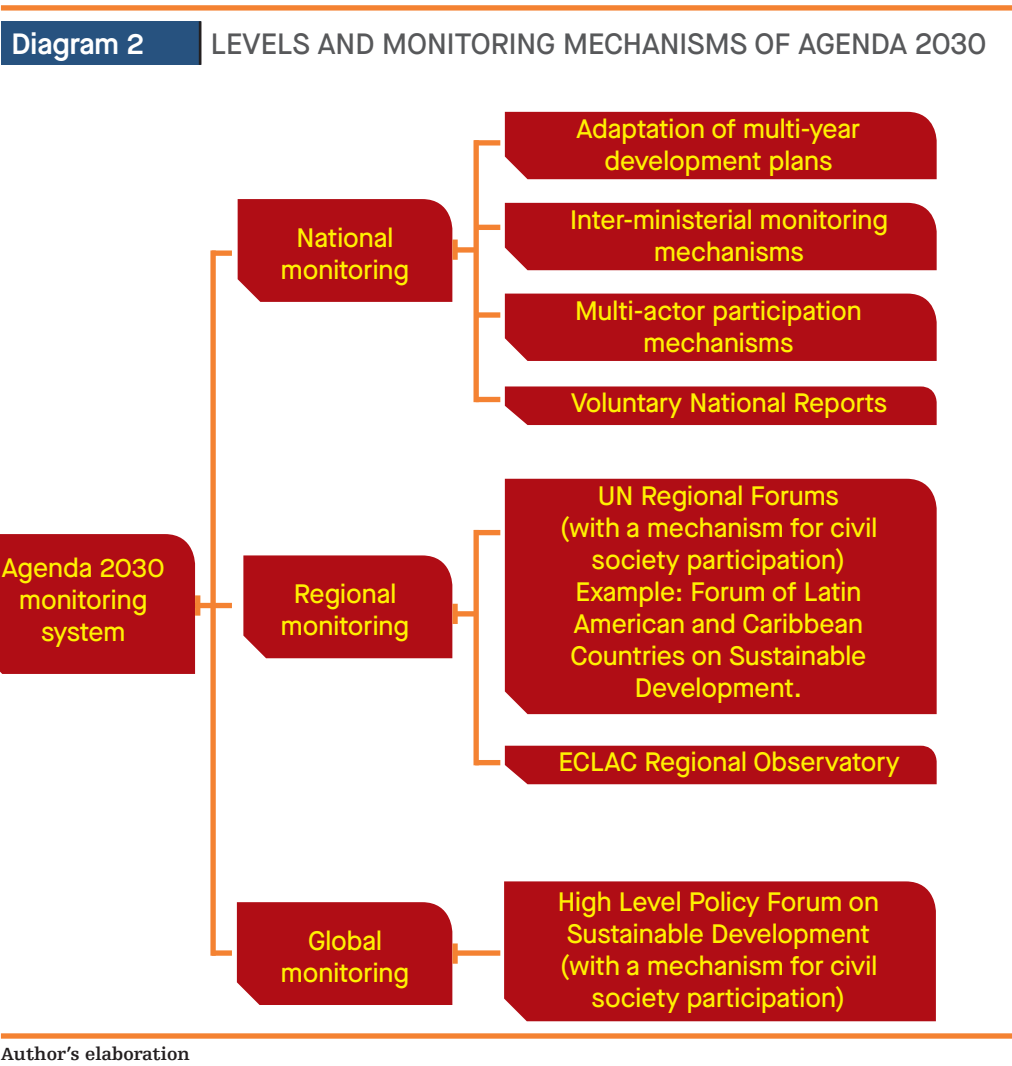 Diagram 2 LEVELS AND MONITORING MECHANISMS OF AGENDA 2030
Agenda 2030
monitoring
system
National
monitoring
Adaptation of multi-year
development plans
Inter-ministerial monitoring
mechanisms
Multi-actor participation
mechanisms
Voluntary National Reports
Regional
monitoring
UN Regional Forums
(with a mechanism for civil
society participation)
Example: Forum of Latin
American and Caribbean
Countries on Sustainable
Development.
ECLAC Regional Observatory
Global
monitoring
High Level Policy Forum on
Sustainable Development
(with a mechanism for civil
society participation)
Author's elaboration